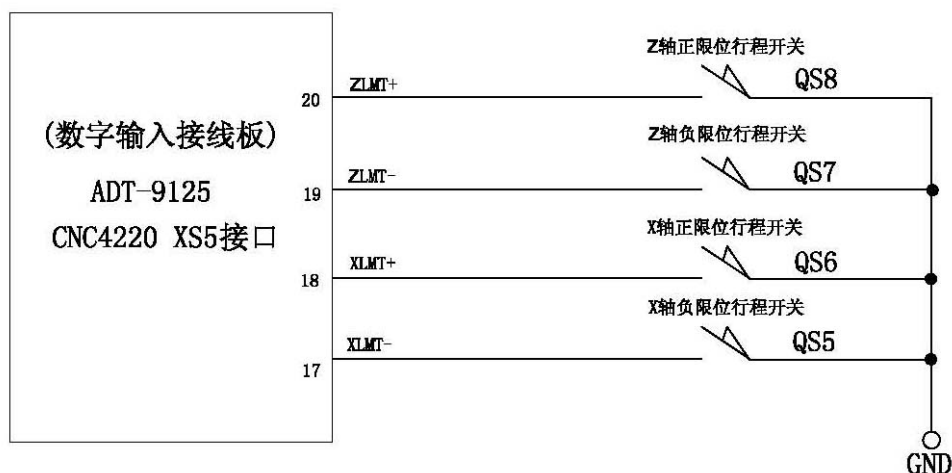 Z轴正限位行程开关
QS8
ZLMT+
20
(数字输入接线板)
Z轴负限位行程开关
QS7
ZLMT-
19
ADT-9125
CNC4220 XS5接口
X轴正限位行程开关
QS6
XLMT+
18
X轴负限位行程开关
QS5
XLMT-
17
GND